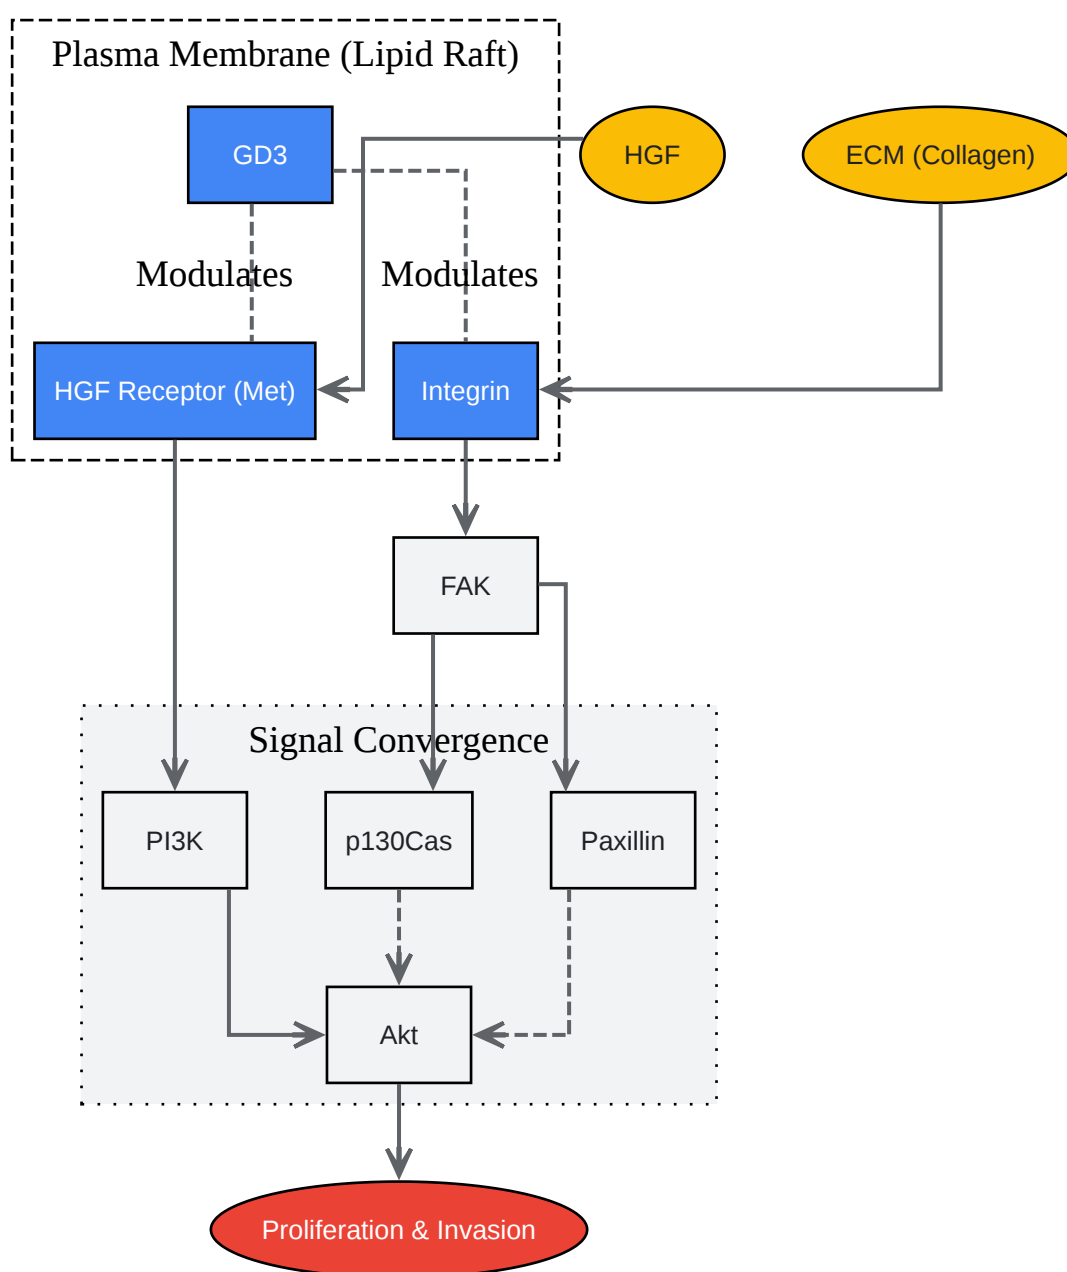 Plasma Membrane (Lipid Raft)
GD3
HGF
ECM (Collagen)
Modulates
Modulates
HGF Receptor (Met)
Integrin
FAK
Signal Convergence
PI3K
p130Cas
Paxillin
Akt
Proliferation & Invasion